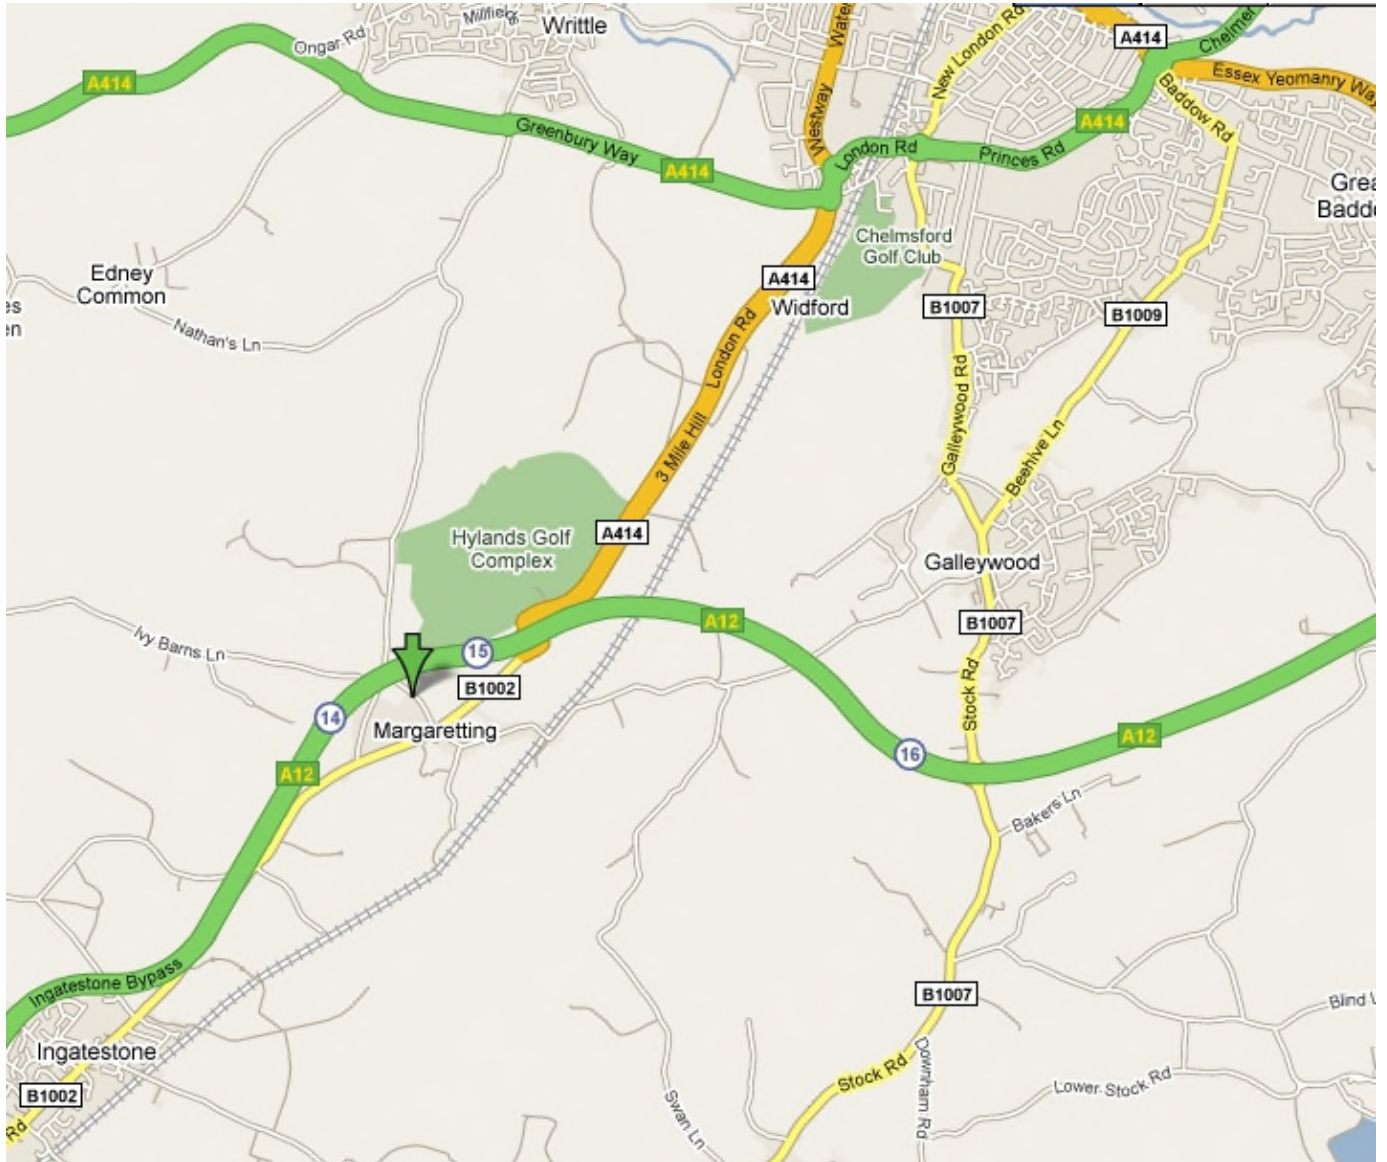 Millfield
Writtle
Ongar Rd
A414
Water
New London Rd
A414
Chelmer
Essex Yeomanry Way
A414
Greenbury Way
A414
Westway
London Rd
Princes Rd
A414
Baddow Rd
Grea
Badd
Chelmsford
Golf Club
Edney
Common
es
en
Nathan's Ln
A414
Widford
B1007
B1009
London Rd
Galleywood Rd
3 Mile Hill
Beehive Ln
Hylands Golf
Complex
A414
Galleywood
A12
B1007
Ivy Barns Ln
15
B1002
14
Margaretting
Stock Rd
A12
16
A12
Bakers Ln
Ingatestone Bypass
B1007
Blind L
Ingatestone
B1002
Stock Rd
Downham Rd
Lower Stock Rd
Swan Ln
Rd